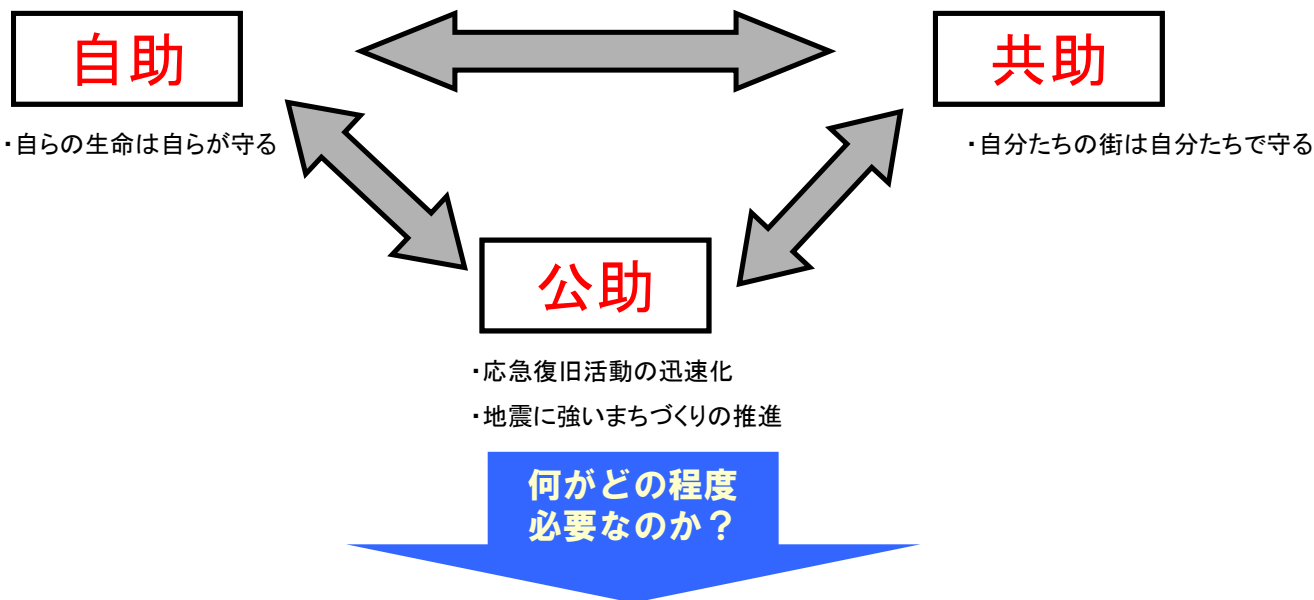 自助
共助
・自らの生命は自らが守る
・自分たちの街は自分たちで守る
公助
・応急復旧活動の迅速化
・地震に強いまちづくりの推進
何がどの程度
必要なのか？